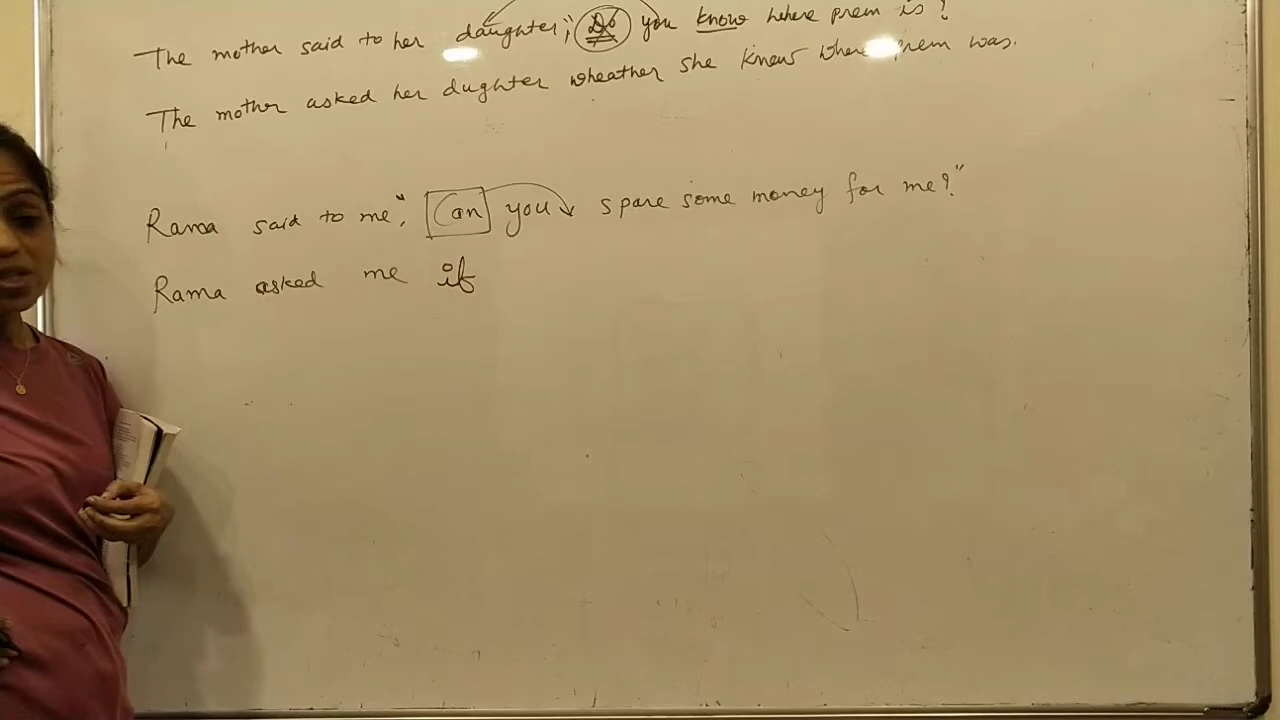 The mother said to her daughter, "Do you know where prem is?
The mother asked her dughter wheather she knew where prem was.
Rama said to me, "Can you spare some money for me?"
Rama asked me if